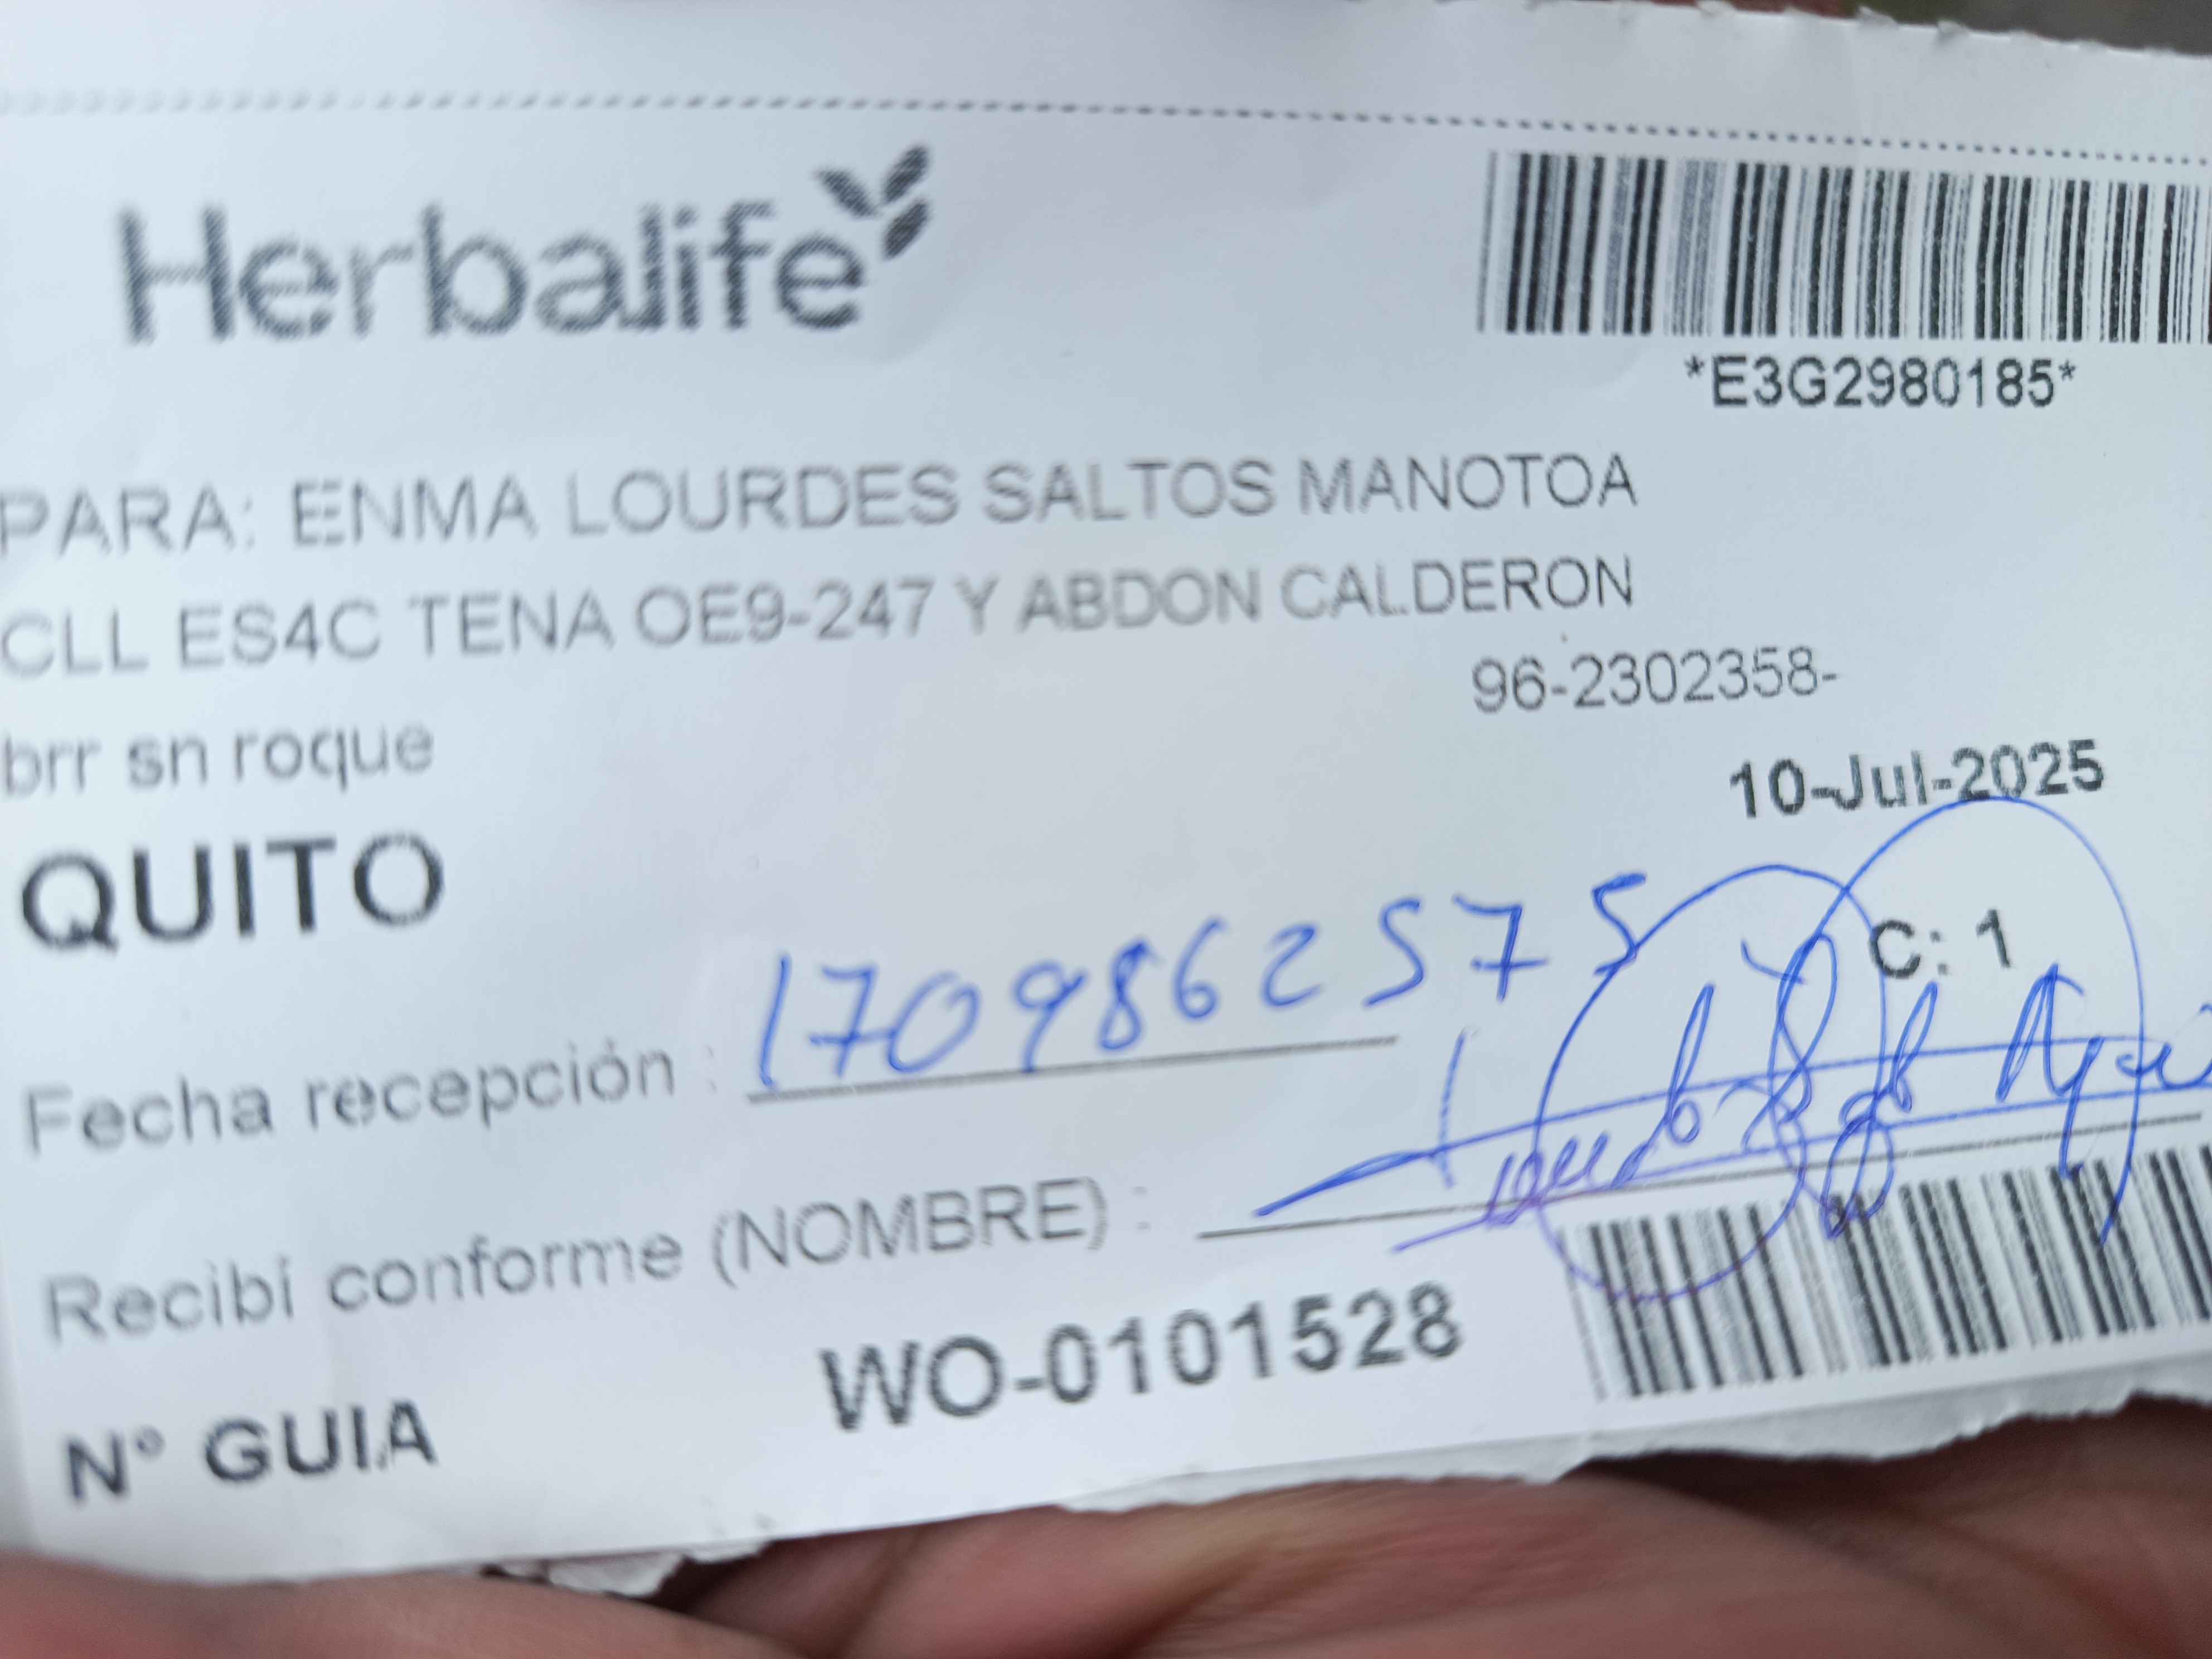 Herbalife
*E3G2980185*
PARA: ENMA LOURDES SALTOS MANOTOA
CLL ES4C TENA OE9-247 Y ABDON CALDERON
96-2302358-
brr sn roque
10-Jul-2025
QUITO
C: 1
Fecha recepción : 1709862575
Recibí conforme (NOMBRE) :
N° GUIA WO-0101528